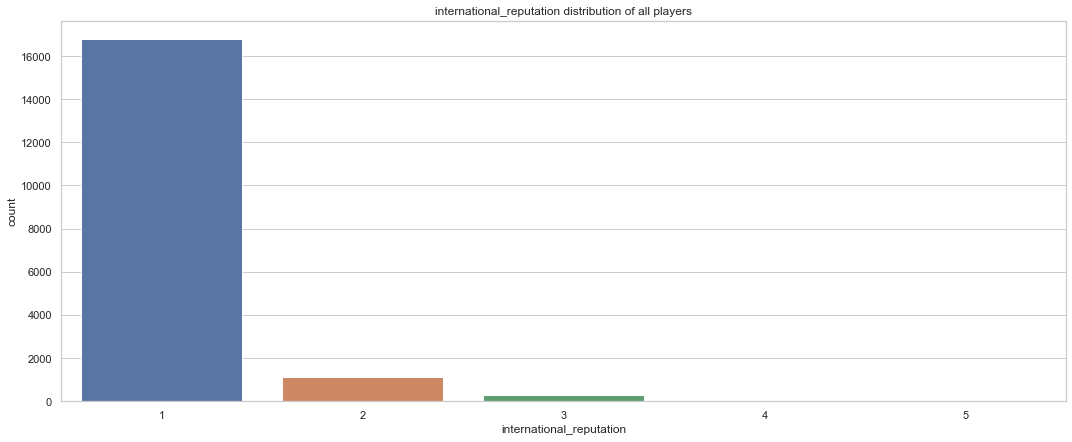 international_reputation distribution of all players
16000
14000
12000
10000
8000
6000
4000
2000
0
count
1 2 3 4 5
international_reputation